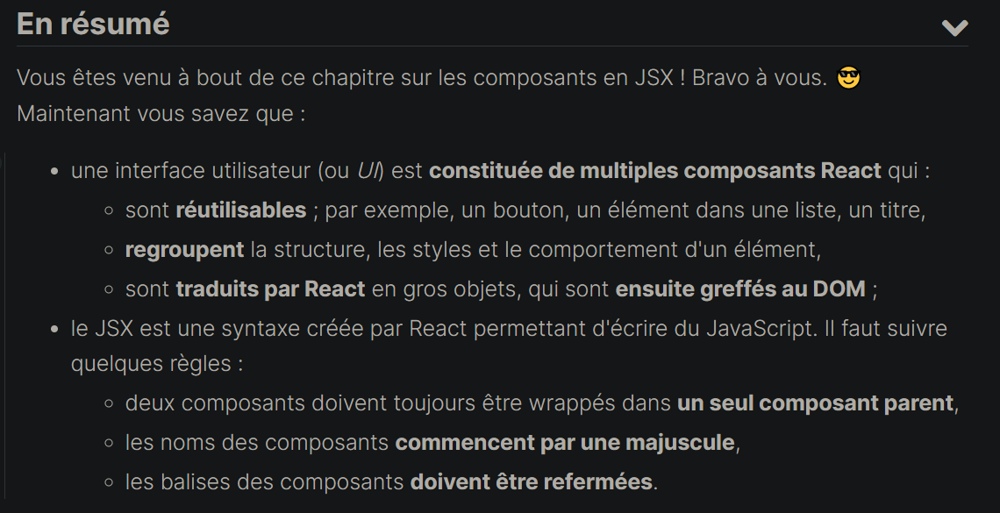 En résumé
Vous êtes venu à bout de ce chapitre sur les composants en JSX ! Bravo à vous. 😎
Maintenant vous savez que :
• une interface utilisateur (ou UI) est constituée de multiples composants React qui :
◦ sont réutilisables ; par exemple, un bouton, un élément dans une liste, un titre,
◦ regroupent la structure, les styles et le comportement d'un élément,
◦ sont traduits par React en gros objets, qui sont ensuite greffés au DOM ;
• le JSX est une syntaxe créée par React permettant d'écrire du JavaScript. Il faut suivre
quelques règles :
◦ deux composants doivent toujours être wrappés dans un seul composant parent,
◦ les noms des composants commencent par une majuscule,
◦ les balises des composants doivent être refermées.